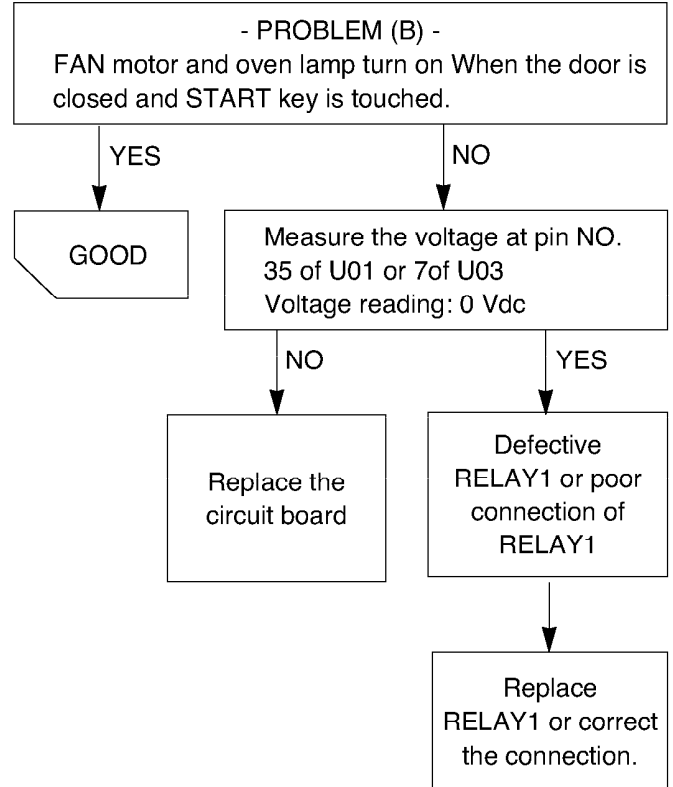 - PROBLEM (B) -
FAN motor and oven lamp turn on When the door is
closed and START key is touched.
YES
NO
GOOD
Measure the voltage at pin NO.
35 of U01 or 7of U03
Voltage reading: 0 Vdc
NO
YES
Replace the
circuit board
Defective
RELAY1 or poor
connection of
RELAY1
Replace
RELAY1 or correct
the connection.